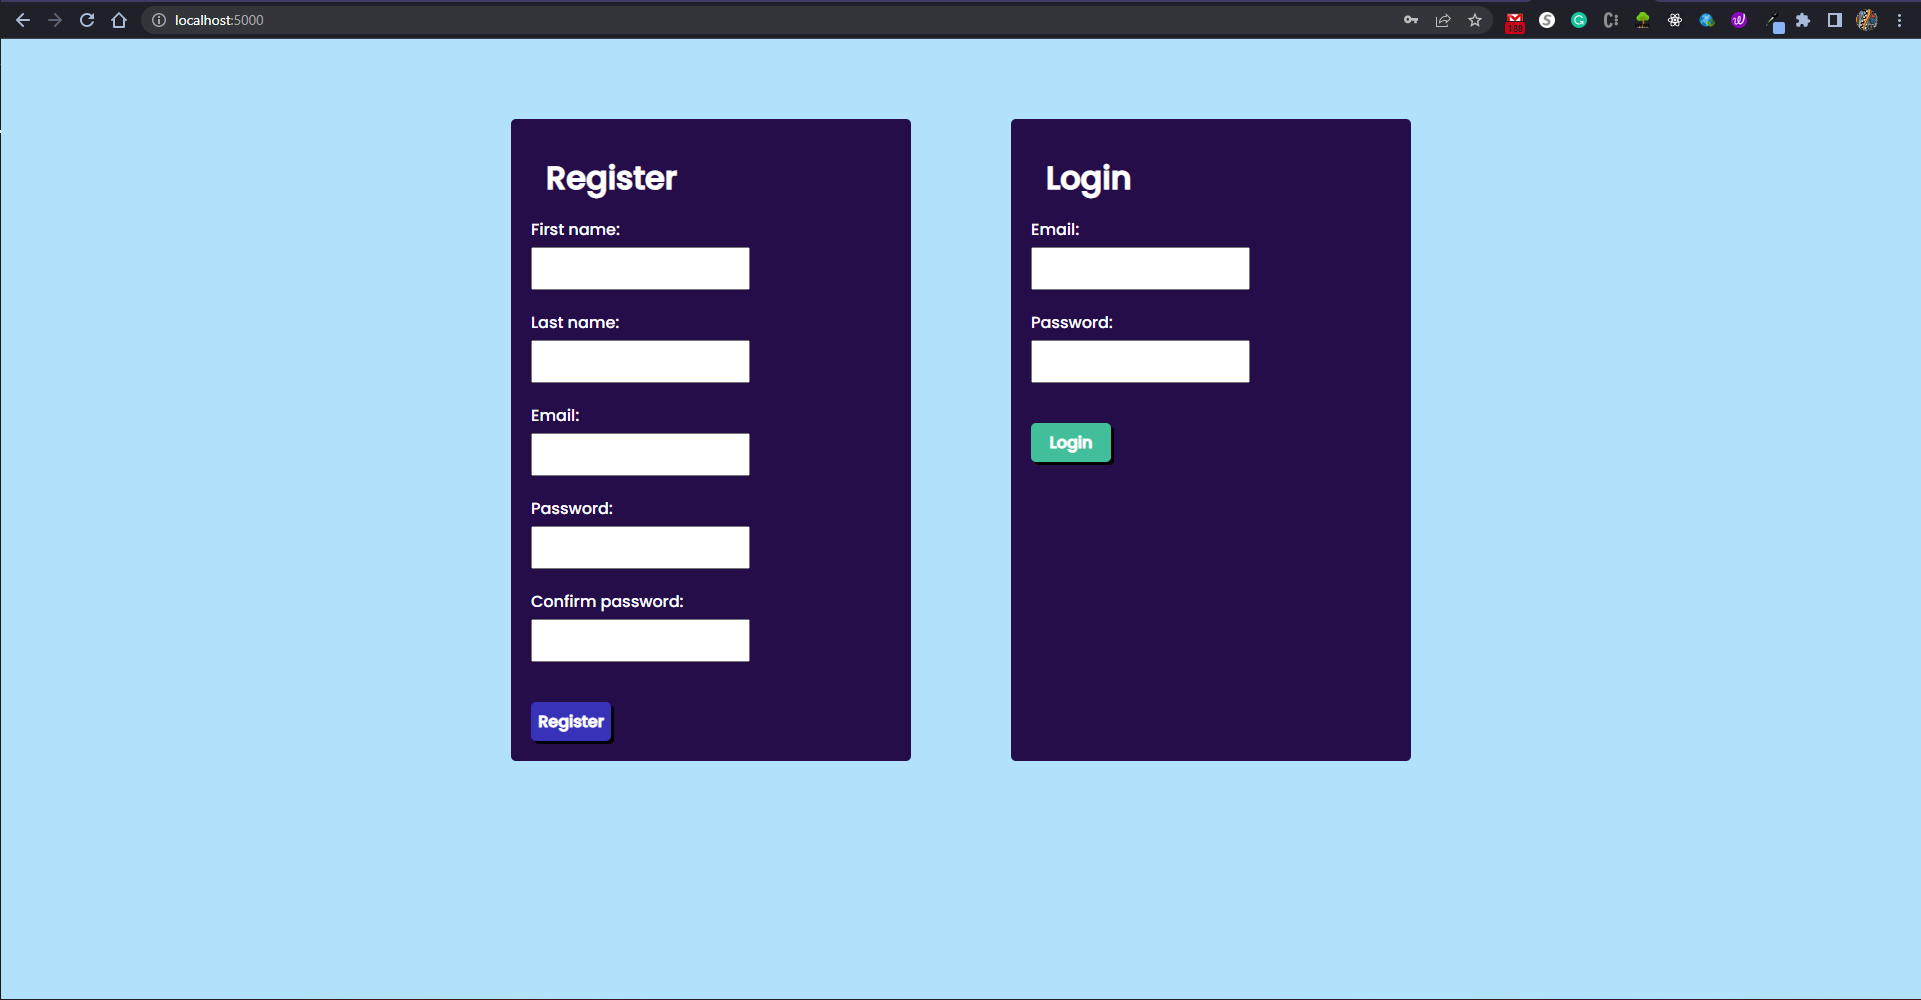 localhost:5000
Register
First name:
Last name:
Email:
Password:
Confirm password:
Register
Login
Email:
Password:
Login